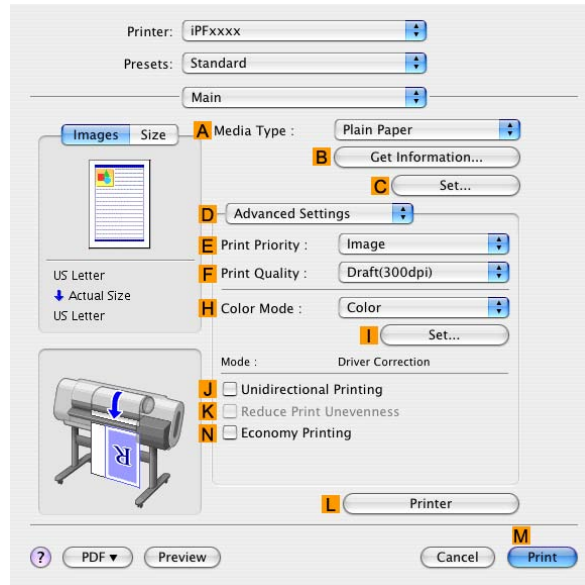 Printer: iPFxxxx
Presets: Standard
Main
Images Size
A Media Type : Plain Paper
B Get Information...
C Set...
D Advanced Settings
E Print Priority : Image
F Print Quality : Draft(300dpi)
H Color Mode : Color
I Set...
Mode : Driver Correction
US Letter
Actual Size
US Letter
J Unidirectional Printing
K Reduce Print Unevenness
N Economy Printing
R
L Printer
M
? PDF Preview Cancel Print